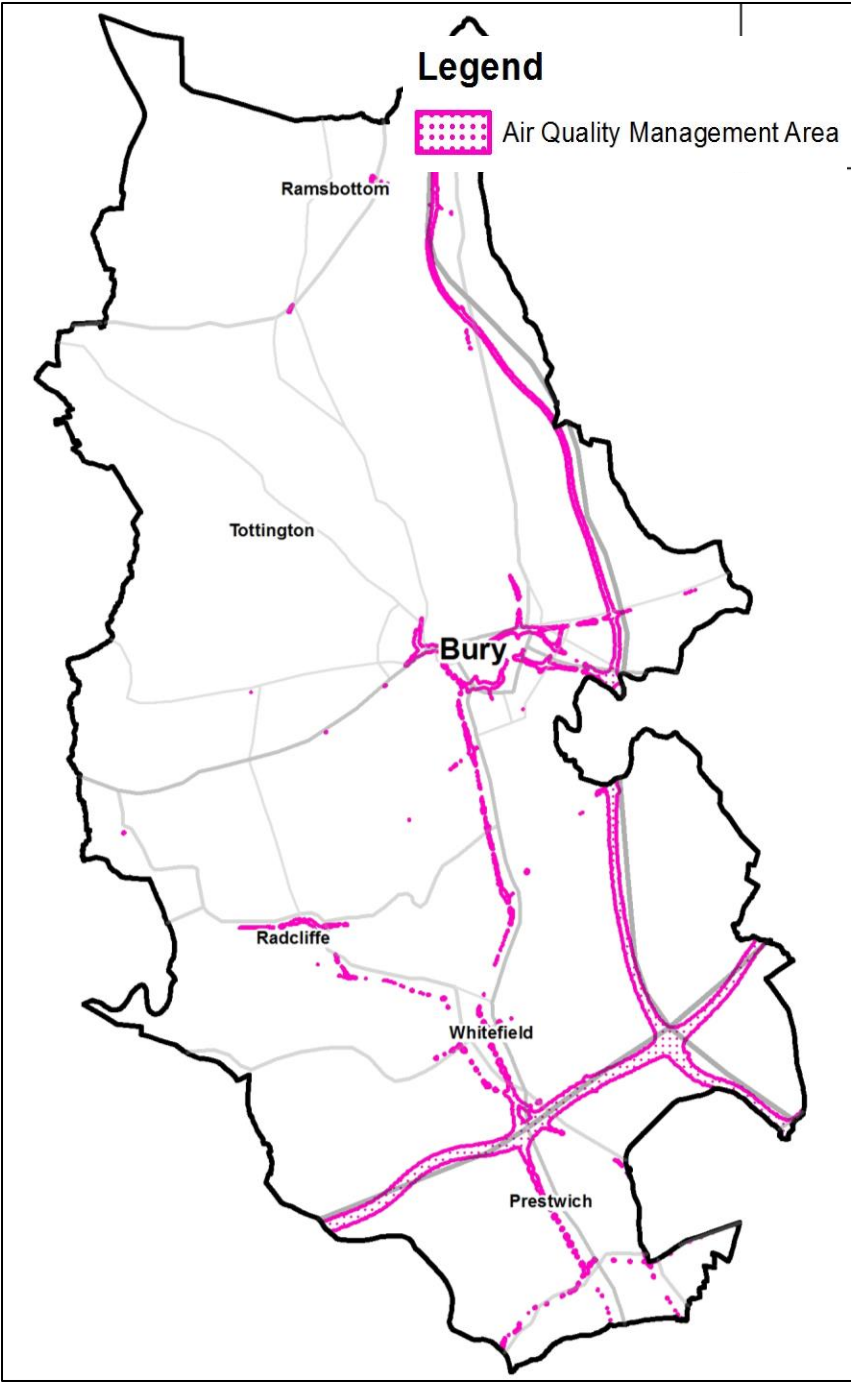 Legend
Air Quality Management Area
Ramsbottom
Tottington
Bury
Radcliffe
Whitefield
Prestwich